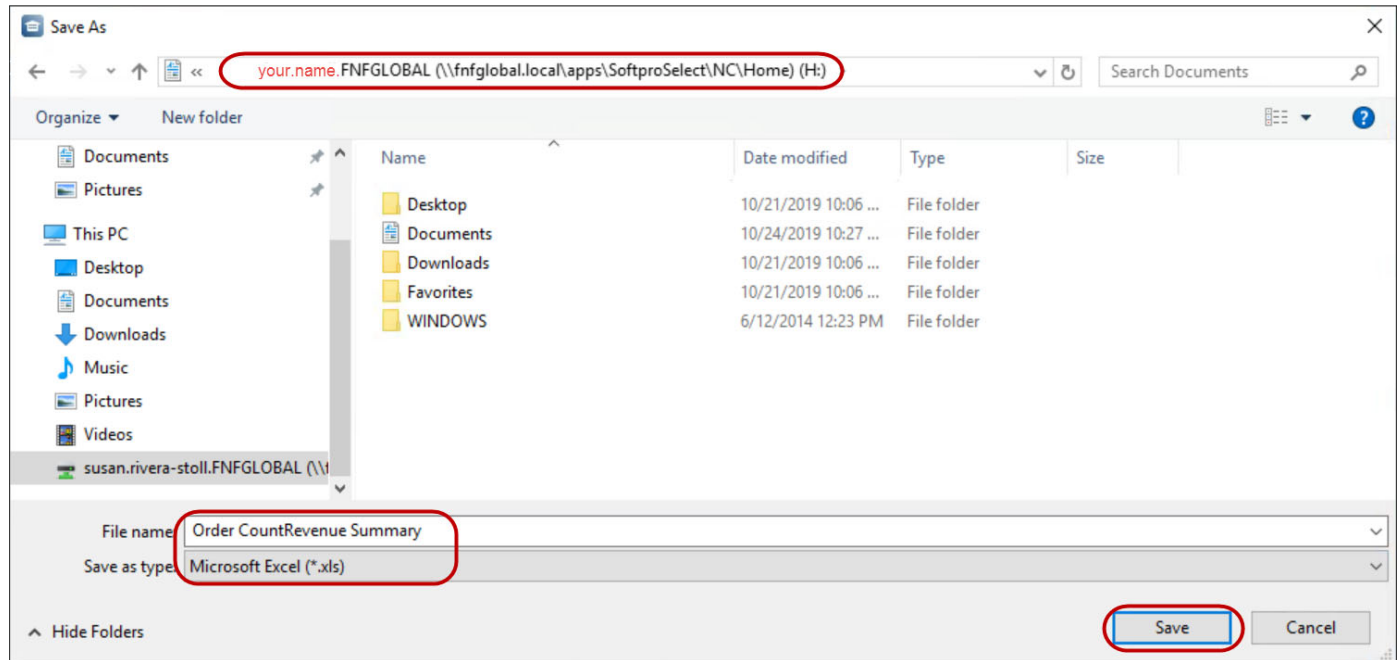 Save As
« your.name.FNFGLOBAL (\\fnfglobal.local\apps\SoftproSelect\NC\Home) (H:) Search Documents
Organize New folder
Documents
Pictures
This PC
Desktop
Documents
Downloads
Music
Pictures
Videos
susan.rivera-stoll.FNFGLOBAL (\\f
Name Date modified Type Size
Desktop 10/21/2019 10:06 ... File folder
Documents 10/24/2019 10:27 ... File folder
Downloads 10/21/2019 10:06 ... File folder
Favorites 10/21/2019 10:06 ... File folder
WINDOWS 6/12/2014 12:23 PM File folder
File name: Order CountRevenue Summary
Save as type: Microsoft Excel (*.xls)
Hide Folders Save Cancel